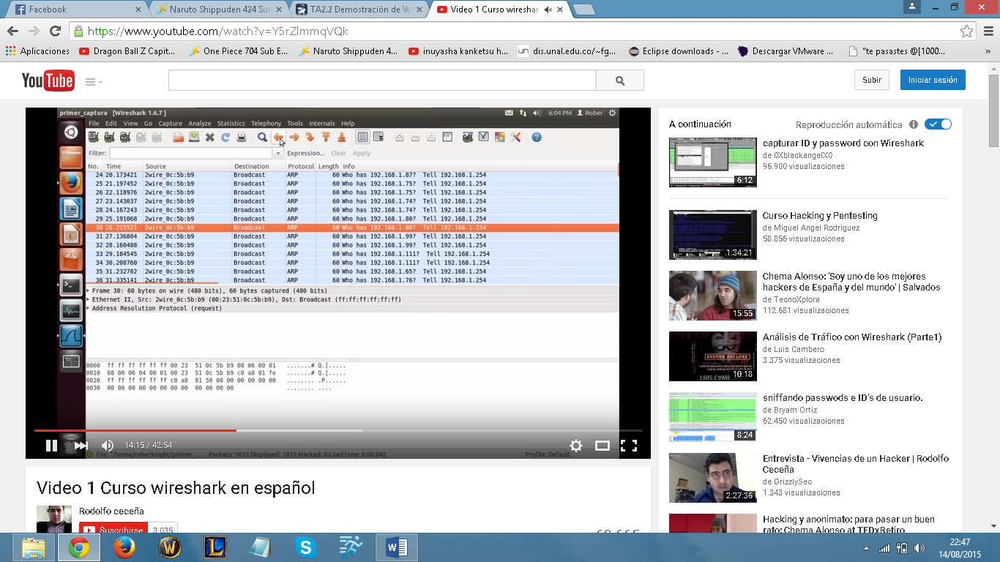 Facebook
Naruto Shippuden 424 Sub
TA2.2 Demostración de W
Video 1 Curso wireshar
https://www.youtube.com/watch?v=Y5rZlmmqVQk
Aplicaciones
Dragon Ball Z Capit...
One Piece 704 Sub E...
Naruto Shippuden 4...
inuyasha kanketsu h...
dis.unal.edu.co/~fg...
Eclipse downloads - ...
Descargar VMware ...
"te pasastes @[1000...
»
YouTube
Subir
Iniciar sesión
primer_captura [Wireshark 1.6.7 ]
6:04 PM
Rober
File Edit View Go Capture Analyze Statistics Telephony Tools Internals Help
Filter:
Expression...
Clear
Apply
No. Time Source Destination Protocol Length Info
24 20.173421 2wire_0c:5b:b9 Broadcast ARP 60 Who has 192.168.1.87? Tell 192.168.1.254
25 21.197452 2wire_0c:5b:b9 Broadcast ARP 60 Who has 192.168.1.75? Tell 192.168.1.254
26 22.118976 2wire_0c:5b:b9 Broadcast ARP 60 Who has 192.168.1.75? Tell 192.168.1.254
27 23.143037 2wire_0c:5b:b9 Broadcast ARP 60 Who has 192.168.1.74? Tell 192.168.1.254
28 24.167243 2wire_0c:5b:b9 Broadcast ARP 60 Who has 192.168.1.74? Tell 192.168.1.254
29 25.191068 2wire_0c:5b:b9 Broadcast ARP 60 Who has 192.168.1.80? Tell 192.168.1.254
30 26.215521 2wire_0c:5b:b9 Broadcast ARP 60 Who has 192.168.1.80? Tell 192.168.1.254
31 27.136804 2wire_0c:5b:b9 Broadcast ARP 60 Who has 192.168.1.99? Tell 192.168.1.254
32 28.160488 2wire_0c:5b:b9 Broadcast ARP 60 Who has 192.168.1.99? Tell 192.168.1.254
33 29.184545 2wire_0c:5b:b9 Broadcast ARP 60 Who has 192.168.1.111? Tell 192.168.1.254
34 30.208760 2wire_0c:5b:b9 Broadcast ARP 60 Who has 192.168.1.111? Tell 192.168.1.254
35 31.232702 2wire_0c:5b:b9 Broadcast ARP 60 Who has 192.168.1.65? Tell 192.168.1.254
36 31.335141 2wire_0c:5b:b9 Broadcast ARP 60 Who has 192.168.1.76? Tell 192.168.1.254
Frame 30: 60 bytes on wire (480 bits), 60 bytes captured (480 bits)
Ethernet II, Src: 2wire_0c:5b:b9 (00:23:51:0c:5b:b9), Dst: Broadcast (ff:ff:ff:ff:ff:ff)
Address Resolution Protocol (request)
0000 ff ff ff ff ff ff 00 23 51 0c 5b b9 08 06 00 01 .......# Q.[.....
0010 08 00 06 04 00 01 00 23 51 0c 5b b9 c0 a8 01 fe .......# Q.[.....
0020 ff ff ff ff ff ff c0 a8 01 50 00 00 00 00 00 00 ........ .P......
0030 00 00 00 00 00 00 00 00 00 00 00 00 ........ ....
14:15 / 42:54
File: "/home/roberknight/primer_... Packets: 1015 Displayed: 1015 Marked: 0 Load time: 0:00.042
Profile: Default
Video 1 Curso wireshark en español
Rodolfo ceceña
Suscribirse
3.035
A continuación
Reproducción automática
capturar ID y password con Wireshark
de 0XblackangelX0
96.900 visualizaciones
6:12
Curso Hacking y Pentesting
de Miguel Angel Rodriguez
58.856 visualizaciones
1:34:21
Chema Alonso: 'Soy uno de los mejores
hackers de España y del mundo' | Salvados
de TecnoXplora
112.681 visualizaciones
15:55
Análisis de Tráfico con Wireshark (Parte1)
de Luis Cambero
3.375 visualizaciones
SYSTEM FAILURE
LUIS CAMB
10:18
sniffando passwods e ID's de usuario.
de Bryam Ortiz
62.450 visualizaciones
8:24
Entrevista - Vivencias de un Hacker | Rodolfo
Ceceña
de GrizzlySec
1.343 visualizaciones
2:27:36
Hacking y anonimato: para pasar un buen
rato: Chema Alonso at TEDxRetiro
22:47
14/08/2015